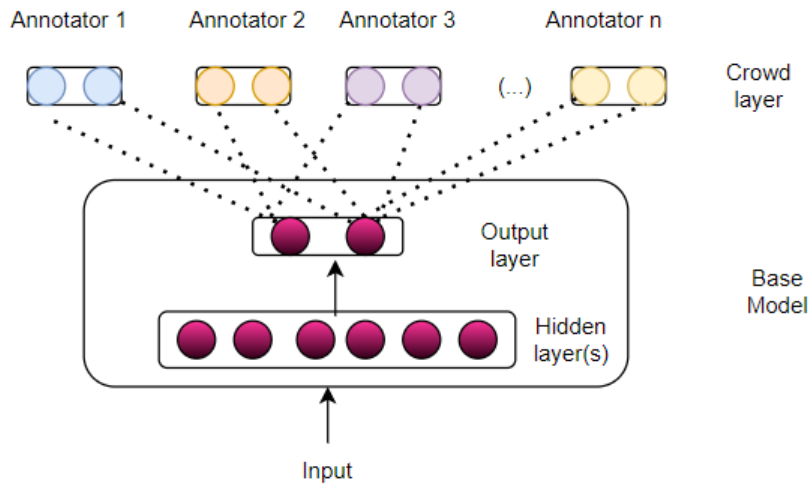 Annotator 1
Annotator 2
Annotator 3
Annotator n
(...)
Crowd
layer
Output
layer
Base
Model
Hidden
layer(s)
Input